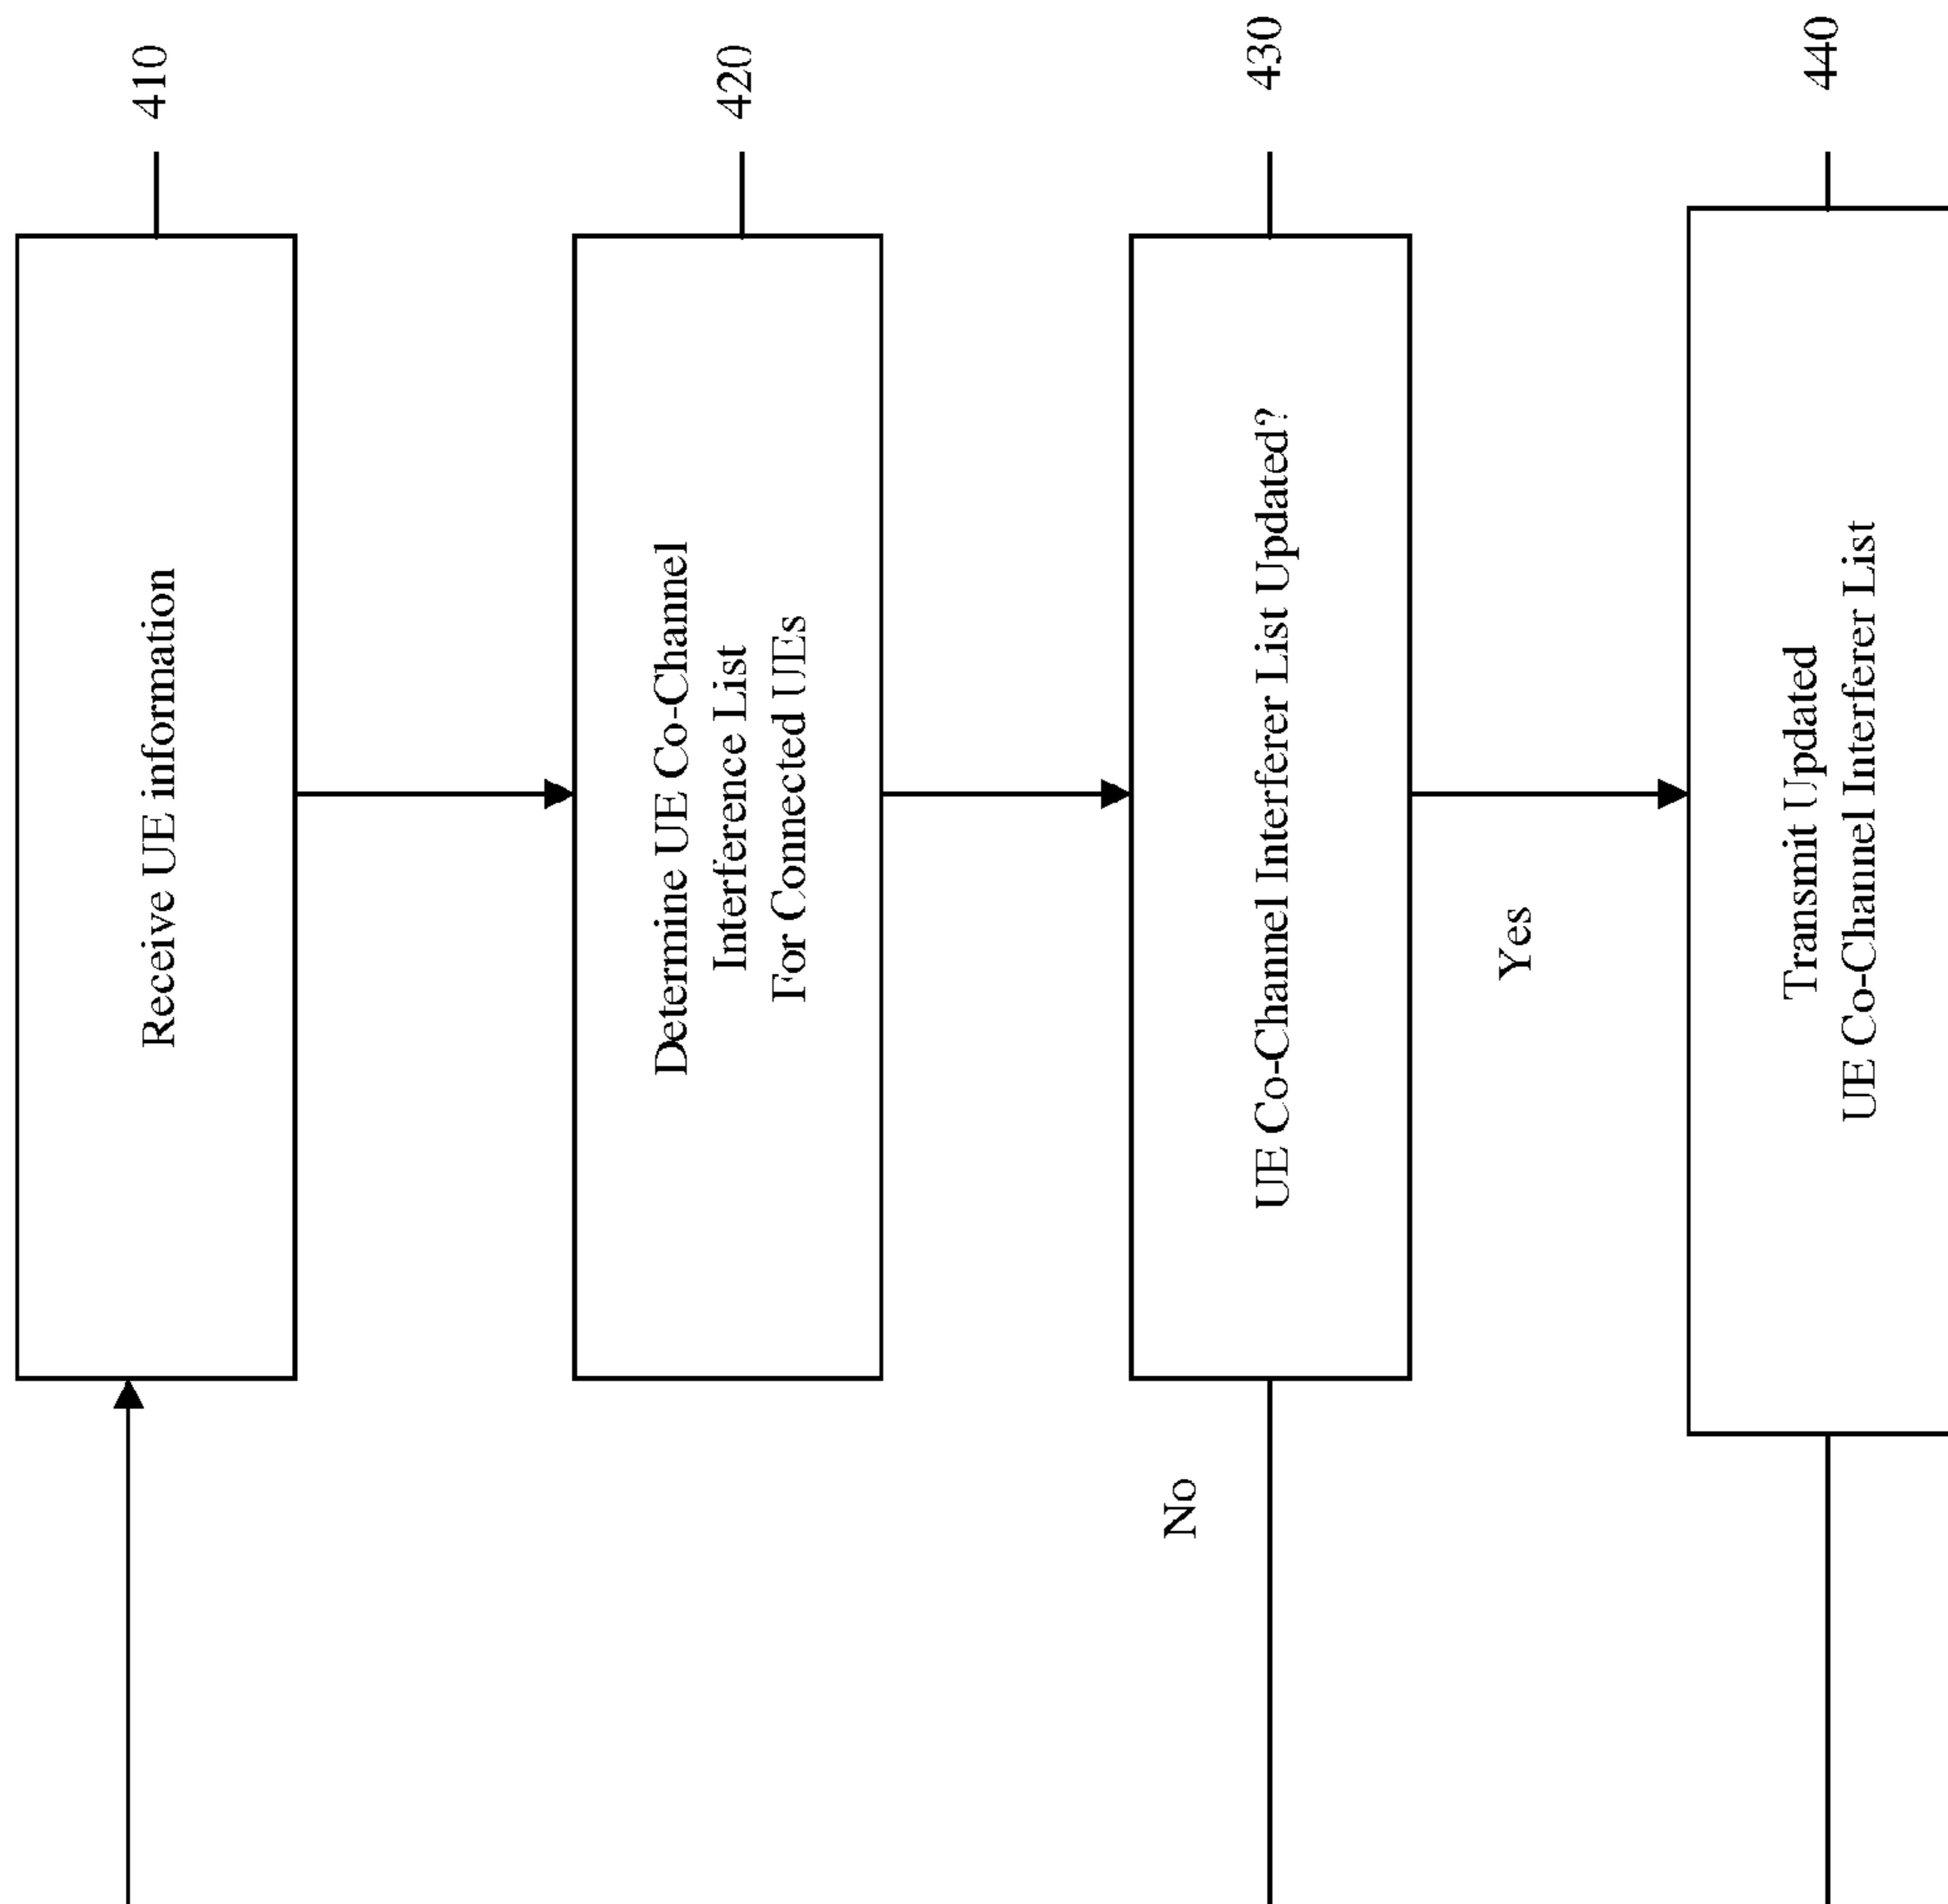 Receive UE information
410
Determine UE Co-Channel
Interference List
For Connected UEs
420
UE Co-Channel Interferer List Updated?
430
No
Yes
Transmit Updated
UE Co-Channel Interferer List
440